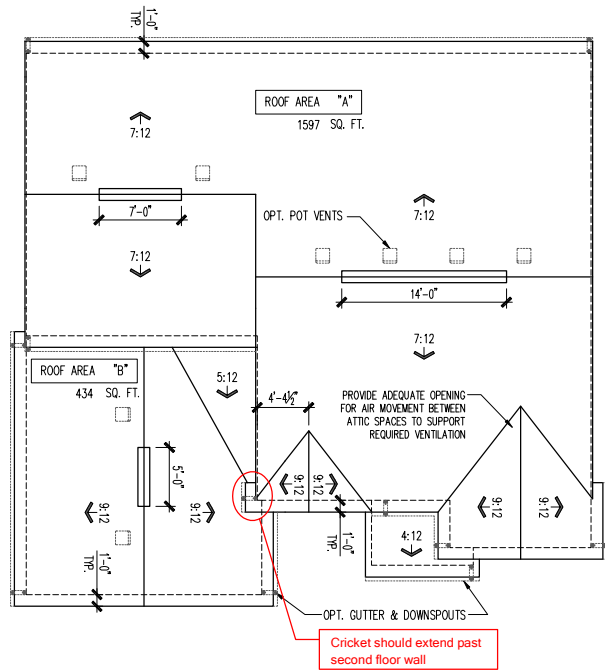 1'-0"
TYP.
ROOF AREA "A"
1597 SQ. FT.
7:12
7'-0"
OPT. POT VENTS
7:12
7:12
14'-0"
7:12
ROOF AREA "B"
434 SQ. FT.
5:12
4'-4½"
PROVIDE ADEQUATE OPENING
FOR AIR MOVEMENT BETWEEN
ATTIC SPACES TO SUPPORT
REQUIRED VENTILATION
5'-0"
9:12
9:12
9:12
9:12
9:12
9:12
4:12
1'-0"
TYP.
1'-0"
TYP.
OPT. GUTTER & DOWNSPOUTS
Cricket should extend past
second floor wall